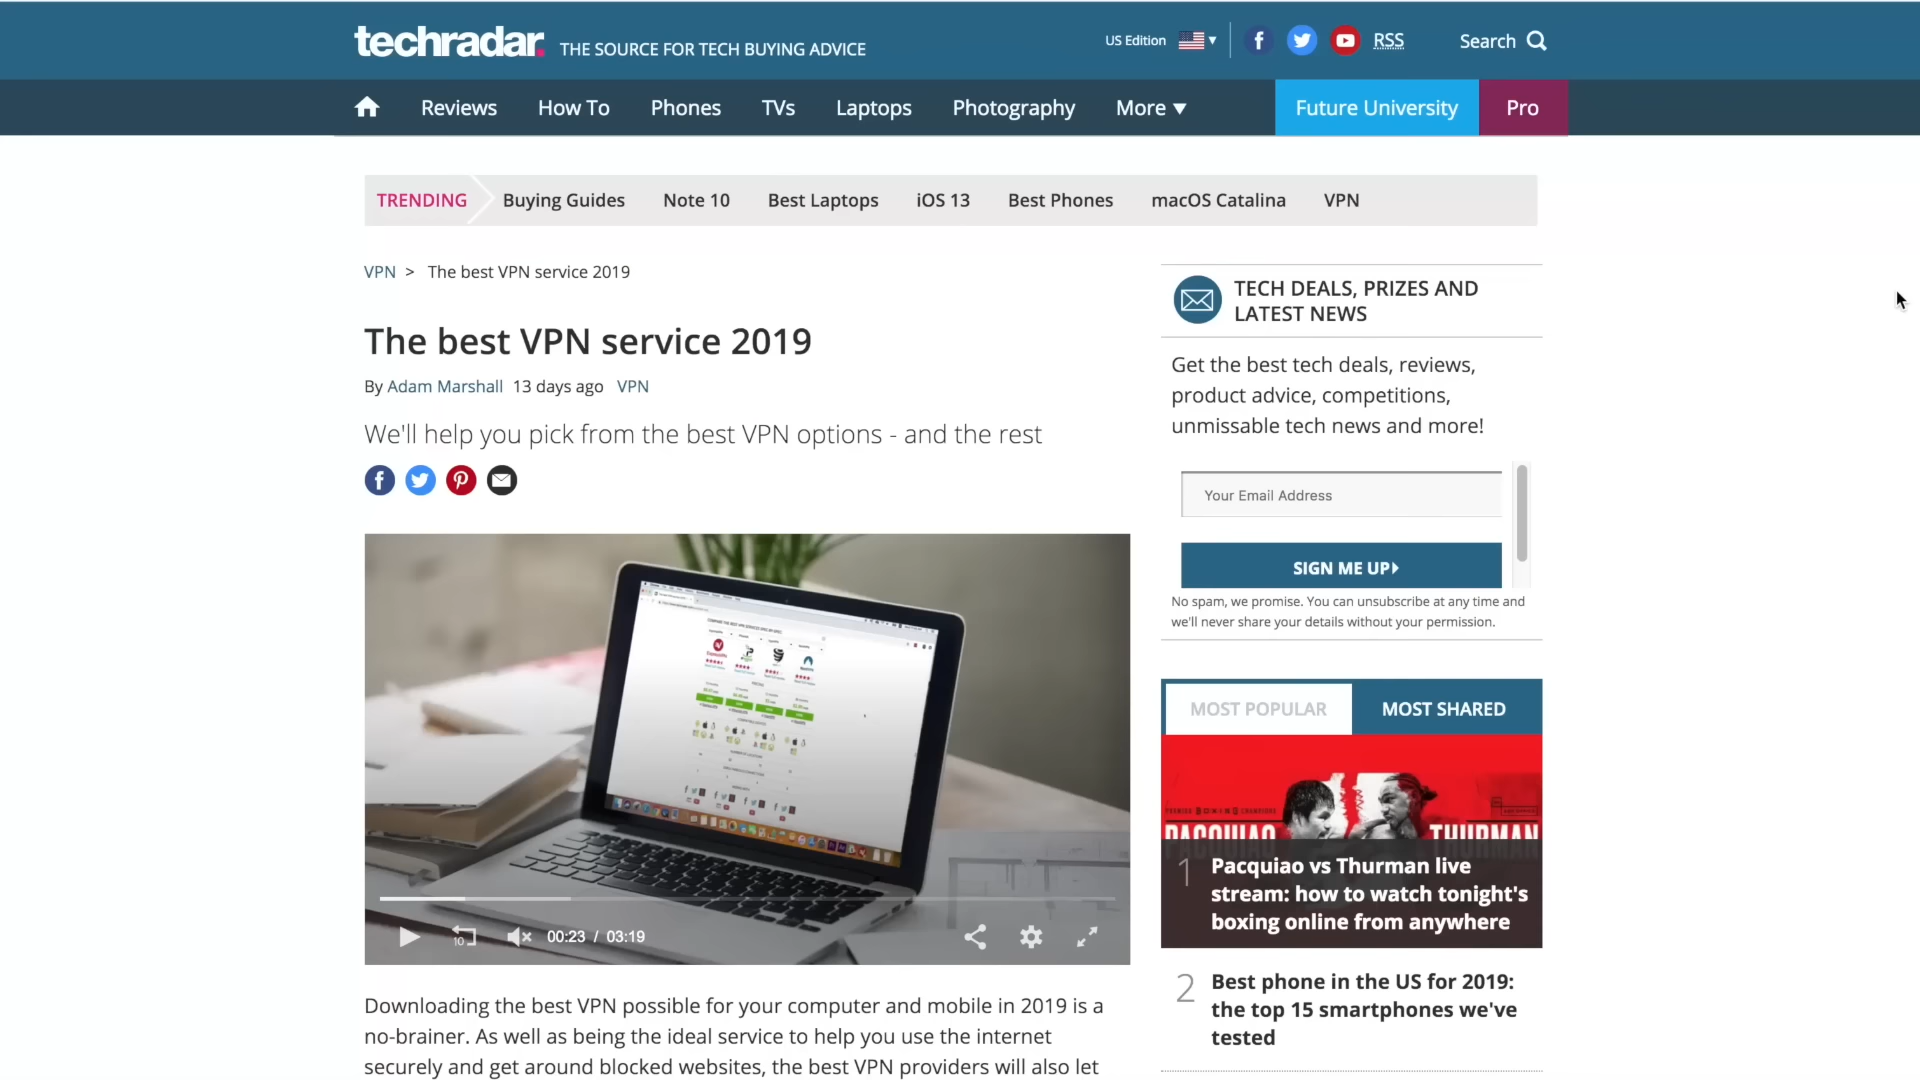 techradar.
THE SOURCE FOR TECH BUYING ADVICE
US Edition
RSS
Search
Reviews
How To
Phones
TVs
Laptops
Photography
More
Future University
Pro
TRENDING
Buying Guides
Note 10
Best Laptops
iOS 13
Best Phones
macOS Catalina
VPN
VPN > The best VPN service 2019
The best VPN service 2019
By Adam Marshall 13 days ago VPN
We'll help you pick from the best VPN options - and the rest
10
00:23 / 03:19
Downloading the best VPN possible for your computer and mobile in 2019 is a
no-brainer. As well as being the ideal service to help you use the internet
securely and get around blocked websites, the best VPN providers will also let
TECH DEALS, PRIZES AND
LATEST NEWS
Get the best tech deals, reviews,
product advice, competitions,
unmissable tech news and more!
Your Email Address
SIGN ME UP
No spam, we promise. You can unsubscribe at any time and
we'll never share your details without your permission.
MOST POPULAR
MOST SHARED
PACQUIAO
THURMAN
1 Pacquiao vs Thurman live
stream: how to watch tonight's
boxing online from anywhere
2 Best phone in the US for 2019:
the top 15 smartphones we've
tested